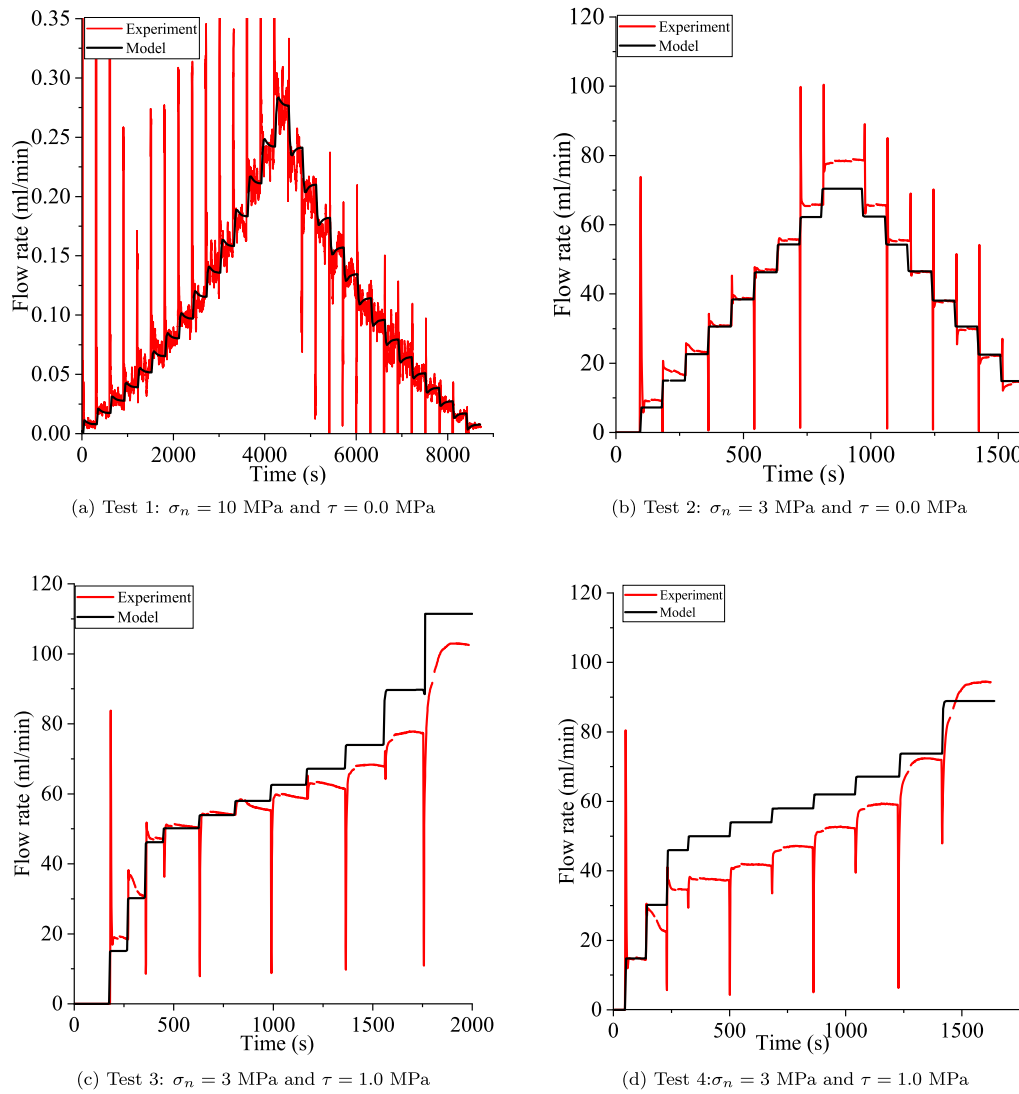 0.35
0.30
0.25
0.20
0.15
0.10
0.05
0.00
Flow rate (ml/min)
Experiment
Model
0 2000 4000 6000 8000
Time (s)
(a) Test 1: σn = 10 MPa and τ = 0.0 MPa
120
100
80
60
40
20
0
Flow rate (ml/min)
Experiment
Model
0 500 1000 1500
Time (s)
(b) Test 2: σn = 3 MPa and τ = 0.0 MPa
120
100
80
60
40
20
0
Flow rate (ml/min)
Experiment
Model
0 500 1000 1500 2000
Time (s)
(c) Test 3: σn = 3 MPa and τ = 1.0 MPa
120
100
80
60
40
20
0
Flow rate (ml/min)
Experiment
Model
0 500 1000 1500
Time (s)
(d) Test 4:σn = 3 MPa and τ = 1.0 MPa